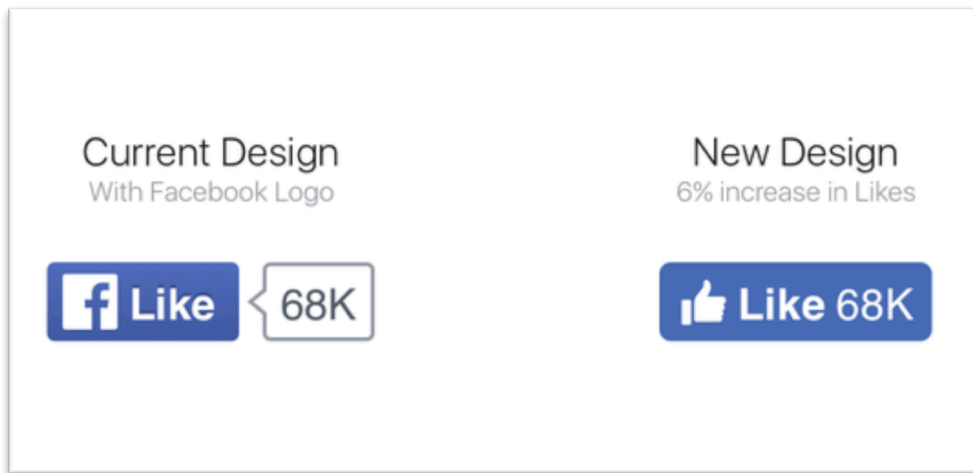 Current Design
With Facebook Logo
f Like 68K
New Design
6% increase in Likes
Like 68K